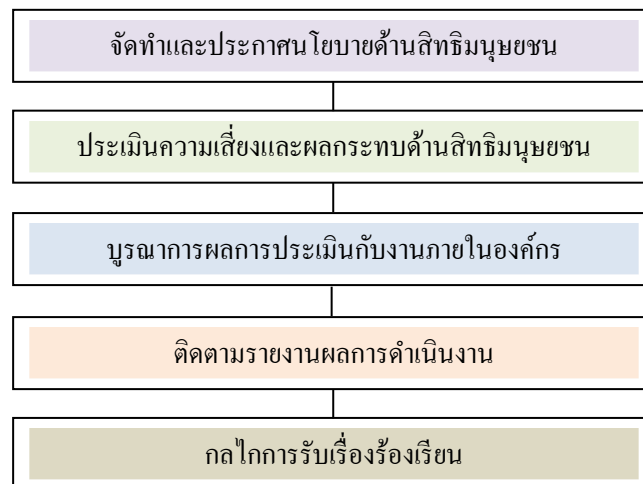 จัดทำและประกาศนโยบายด้านสิทธิมนุษยชน
ประเมินความเสี่ยงและผลกระทบด้านสิทธิมนุษยชน
บูรณาการผลการประเมินกับงานภายในองค์กร
ติดตามรายงานผลการดำเนินงาน
กลไกการรับเรื่องร้องเรียน